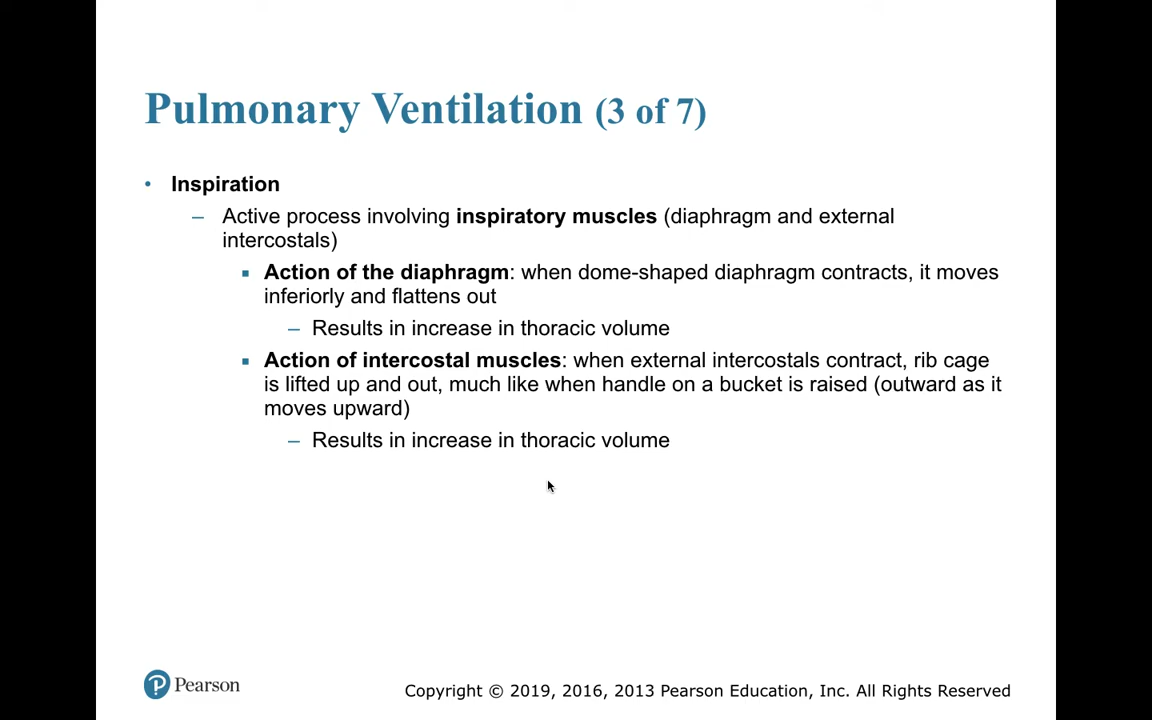 Pulmonary Ventilation (3 of 7)
• Inspiration
– Active process involving inspiratory muscles (diaphragm and external
intercostals)
▪ Action of the diaphragm: when dome-shaped diaphragm contracts, it moves
inferiorly and flattens out
– Results in increase in thoracic volume
▪ Action of intercostal muscles: when external intercostals contract, rib cage
is lifted up and out, much like when handle on a bucket is raised (outward as it
moves upward)
– Results in increase in thoracic volume
P Pearson
Copyright © 2019, 2016, 2013 Pearson Education, Inc. All Rights Reserved